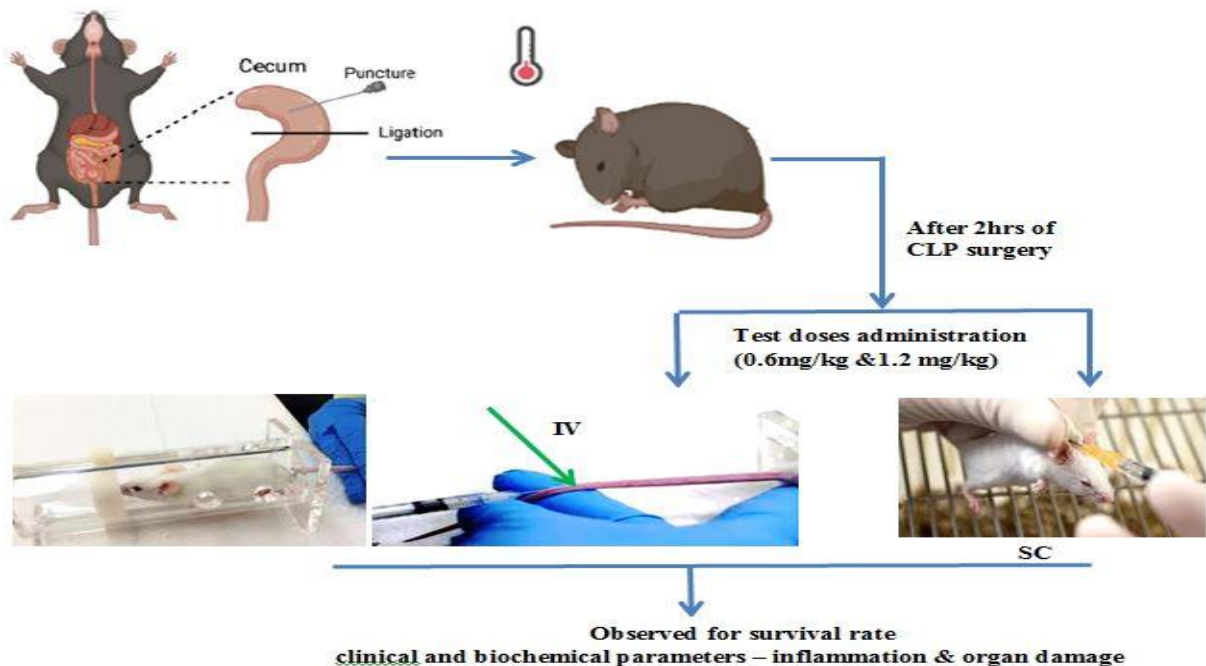 Cecum
Puncture
Ligation
After 2hrs of
CLP surgery
Test doses administration
(0.6mg/kg &1.2 mg/kg)
IV
SC
Observed for survival rate
clinical and biochemical parameters – inflammation & organ damage